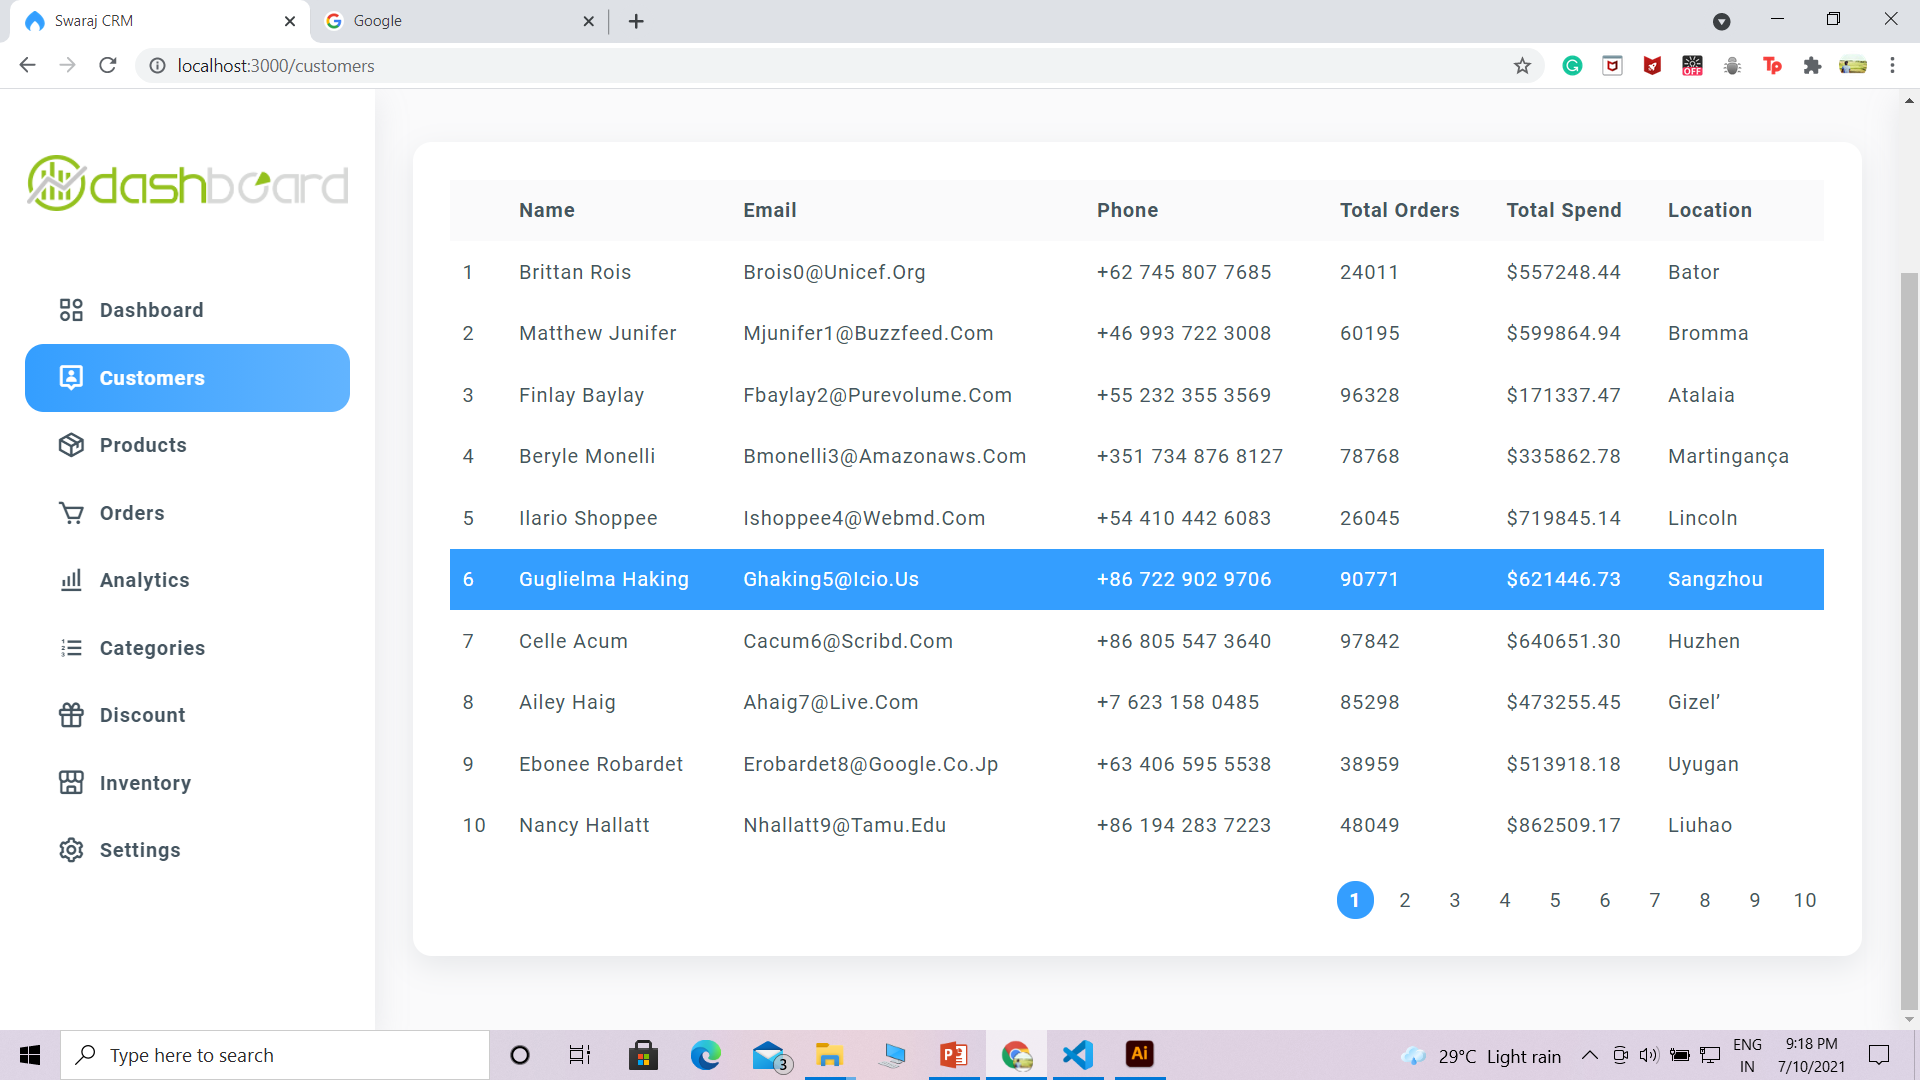 Swaraj CRM
Google
localhost:3000/customers
OFF
Tp
dashboard
Dashboard
Customers
Products
Orders
Analytics
Categories
Discount
Inventory
Settings
Name Email Phone Total Orders Total Spend Location
1 Brittan Rois Brois0@Unicef.Org +62 745 807 7685 24011 $557248.44 Bator
2 Matthew Junifer Mjunifer1@Buzzfeed.Com +46 993 722 3008 60195 $599864.94 Bromma
3 Finlay Baylay Fbaylay2@Purevolume.Com +55 232 355 3569 96328 $171337.47 Atalaia
4 Beryle Monelli Bmonelli3@Amazonaws.Com +351 734 876 8127 78768 $335862.78 Martingança
5 Ilario Shoppee Ishoppee4@Webmd.Com +54 410 442 6083 26045 $719845.14 Lincoln
6 Guglielma Haking Ghaking5@Icio.Us +86 722 902 9706 90771 $621446.73 Sangzhou
7 Celle Acum Cacum6@Scribd.Com +86 805 547 3640 97842 $640651.30 Huzhen
8 Ailey Haig Ahaig7@Live.Com +7 623 158 0485 85298 $473255.45 Gizel’
9 Ebonee Robardet Erobardet8@Google.Co.Jp +63 406 595 5538 38959 $513918.18 Uyugan
10 Nancy Hallatt Nhallatt9@Tamu.Edu +86 194 283 7223 48049 $862509.17 Liuhao
1 2 3 4 5 6 7 8 9 10
Type here to search
3
Ai
29°C Light rain
ENG
IN
9:18 PM
7/10/2021